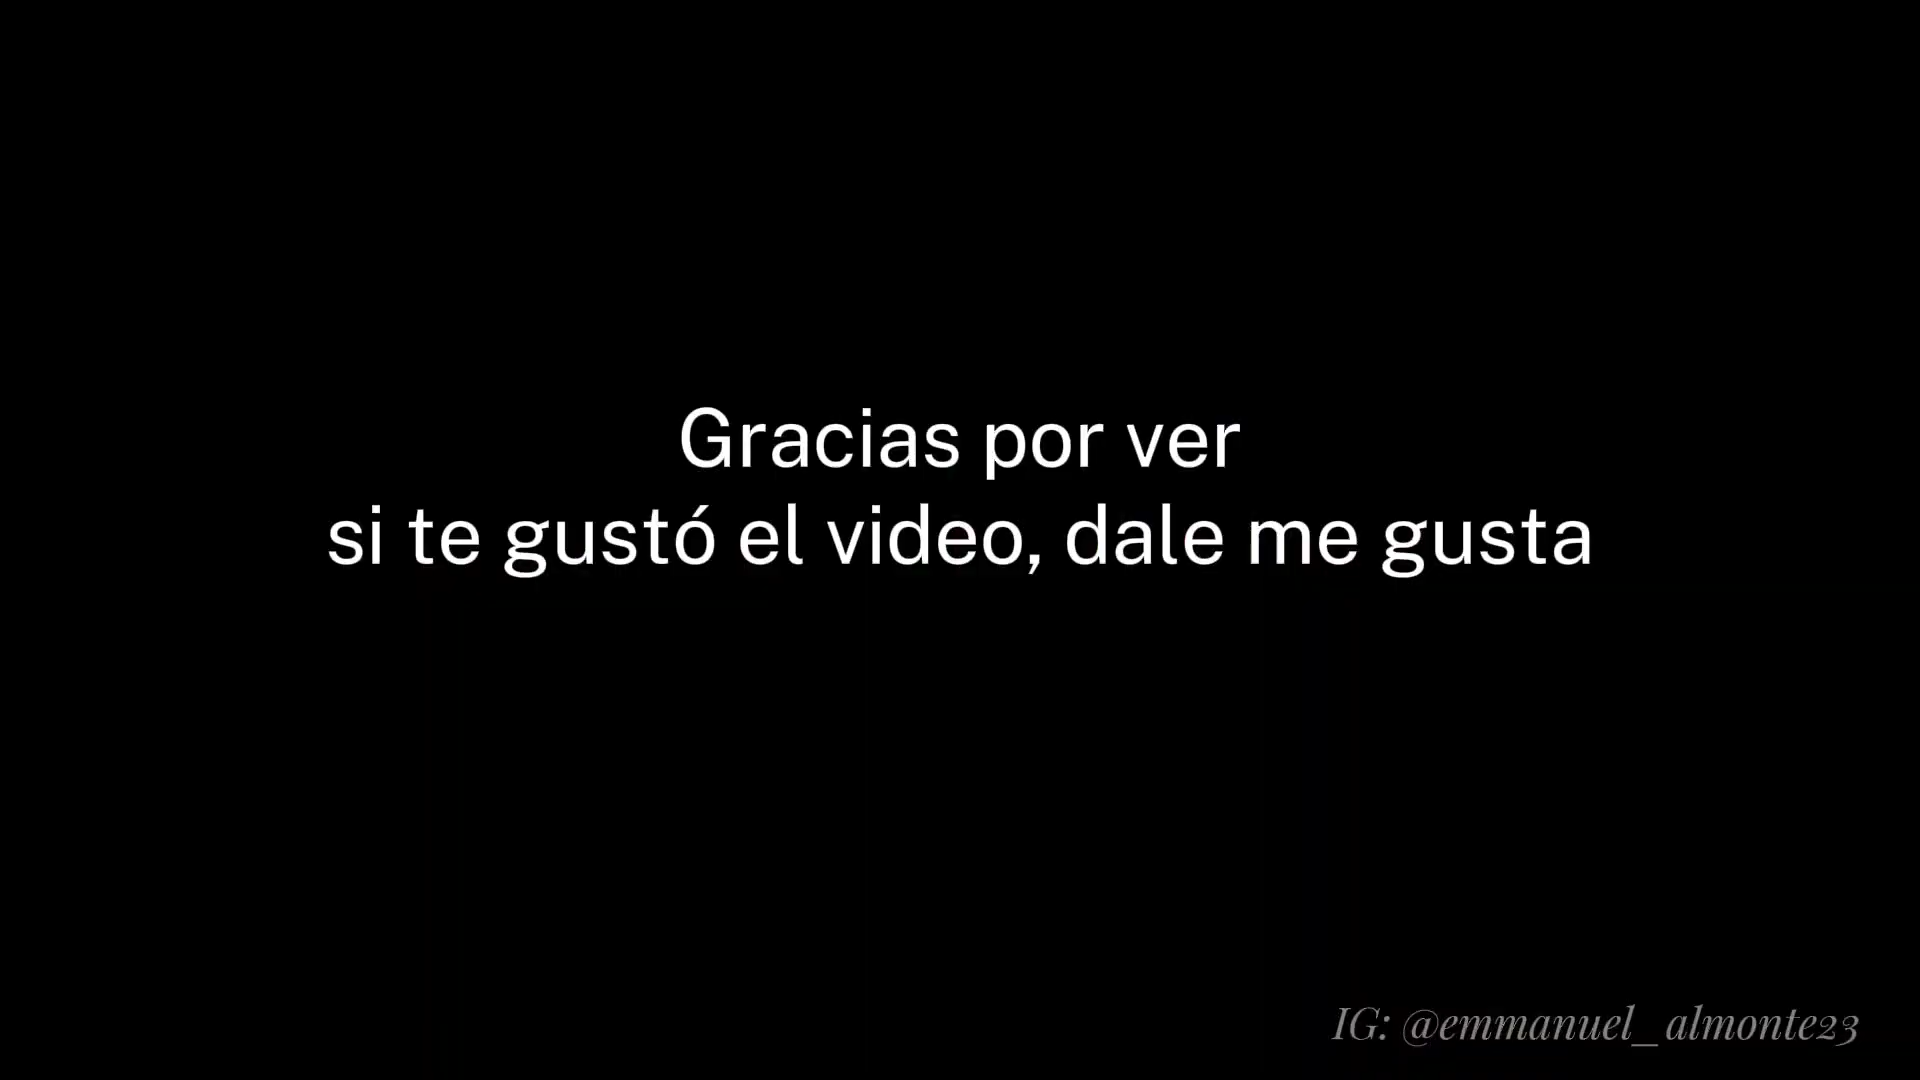 Gracias por ver
si te gustó el video, dale me gusta
IG: @emmanuel_almonte23